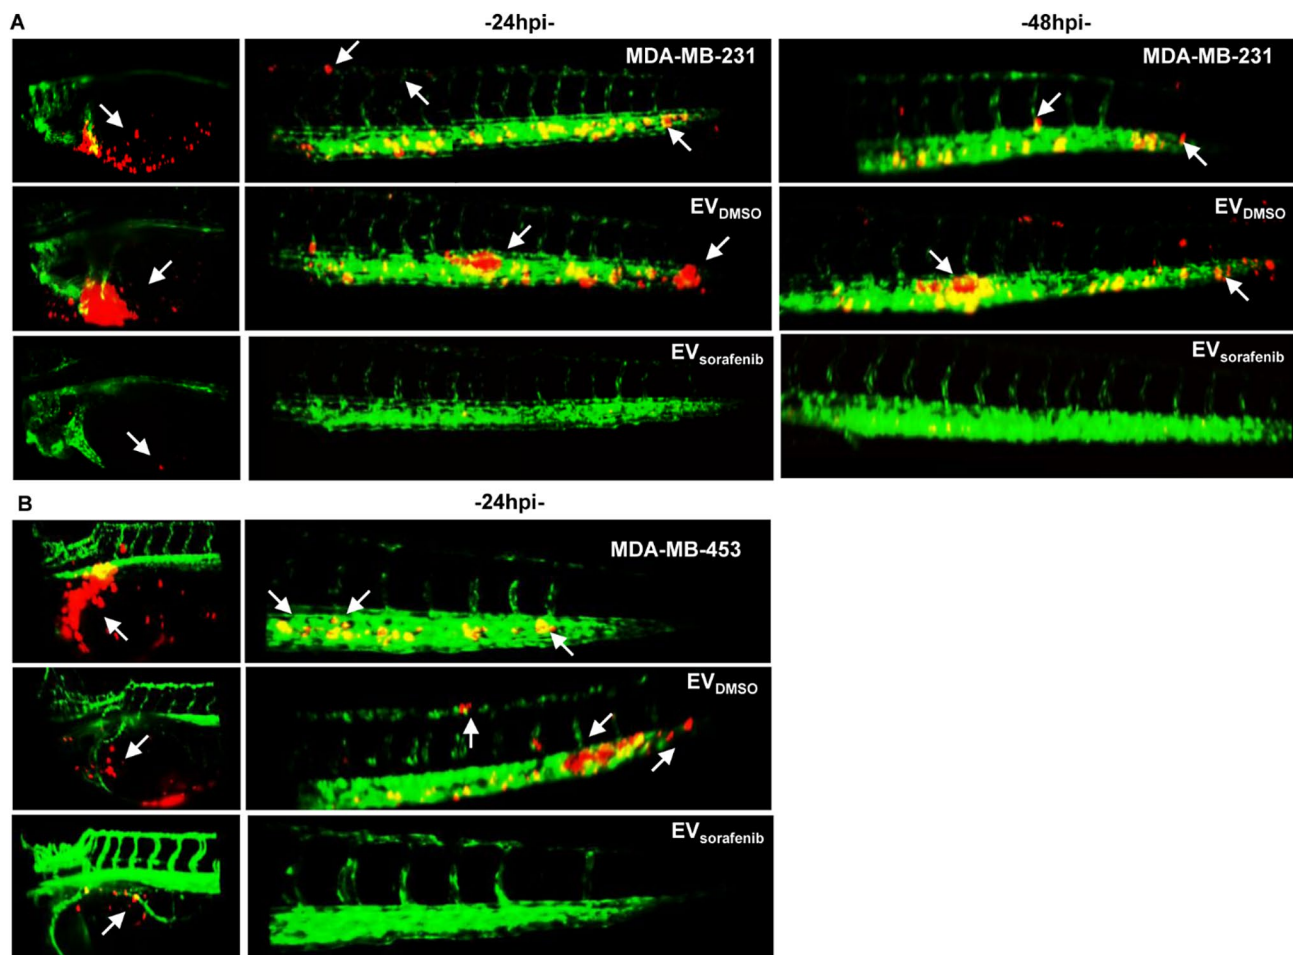 A
-24hpi-
-48hpi-
MDA-MB-231
MDA-MB-231
EVDMSO
EVDMSO
EVsorafenib
EVsorafenib
B
-24hpi-
MDA-MB-453
EVDMSO
EVsorafenib